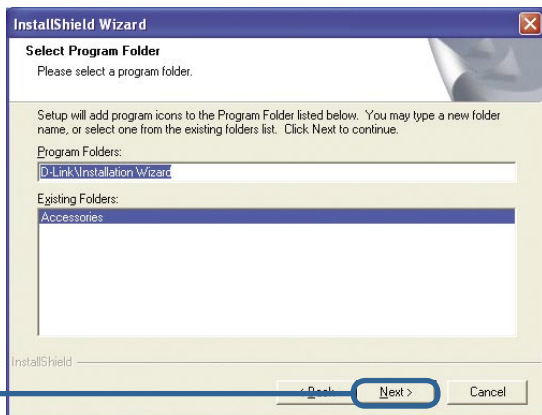 InstallShield Wizard
Select Program Folder
Please select a program folder.
Setup will add program icons to the Program Folder listed below. You may type a new folder
name, or select one from the existing folders list. Click Next to continue.
Program Folders:
D-Link\Installation Wizard
Existing Folders:
Accessories
InstallShield
< Back
Next >
Cancel